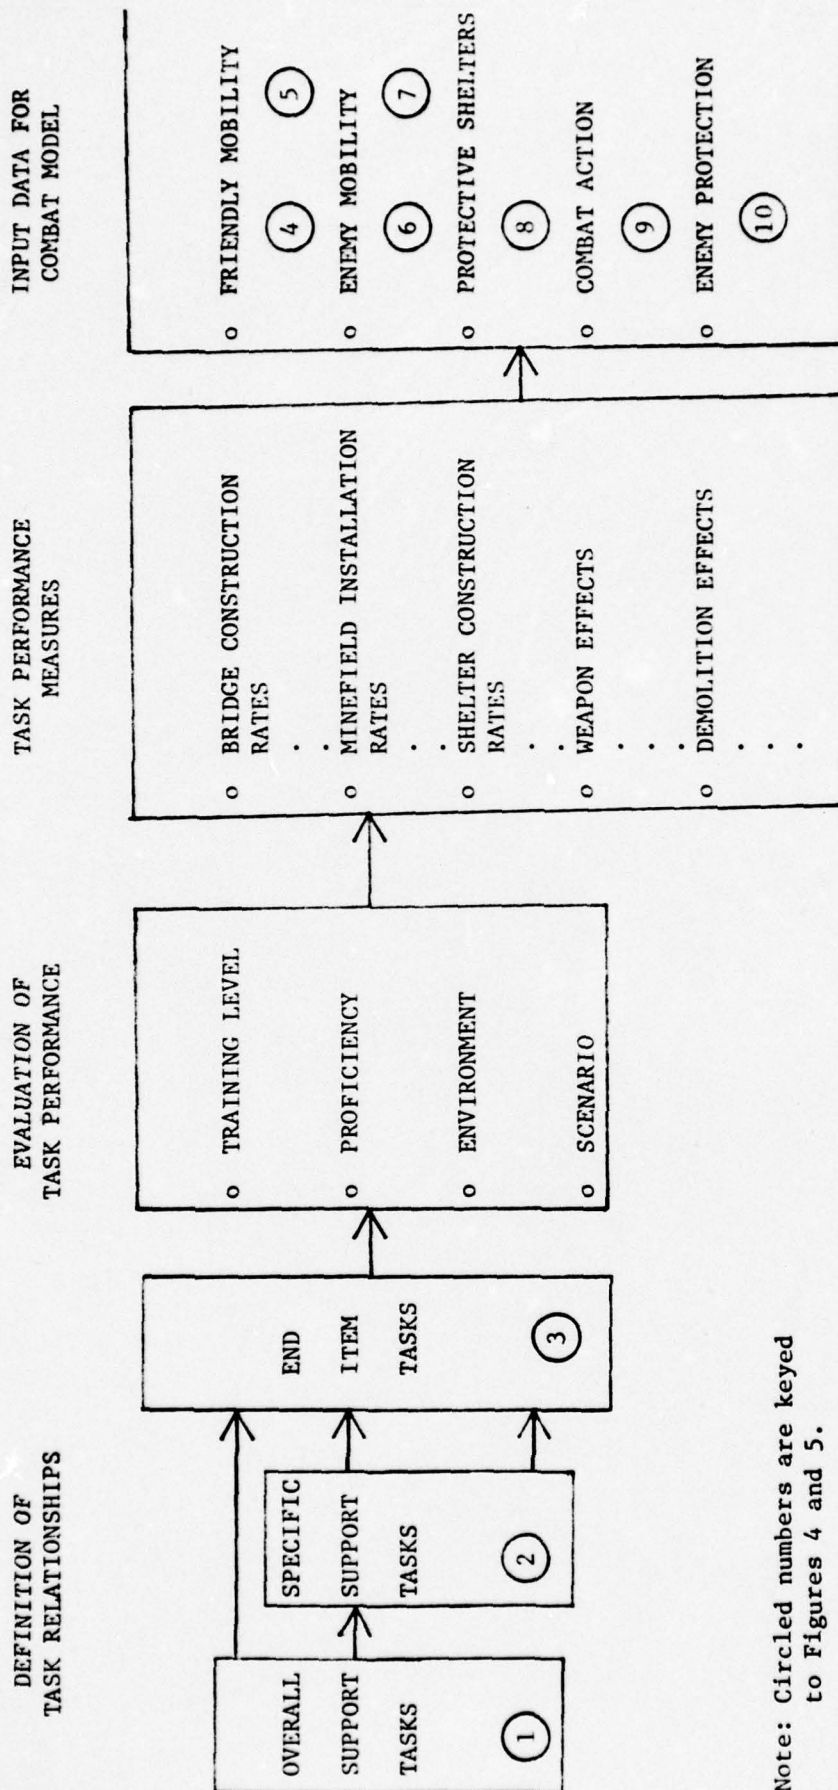 DEFINITION OF
TASK RELATIONSHIPS
OVERALL
SUPPORT
TASKS
1
SPECIFIC
SUPPORT
TASKS
2
END
ITEM
TASKS
3
EVALUATION OF
TASK PERFORMANCE
o TRAINING LEVEL
o PROFICIENCY
o ENVIRONMENT
o SCENARIO
TASK PERFORMANCE
MEASURES
o BRIDGE CONSTRUCTION
RATES
.
.
o MINEFIELD INSTALLATION
RATES
.
.
o SHELTER CONSTRUCTION
RATES
.
.
o WEAPON EFFECTS
.
.
.
o DEMOLITION EFFECTS
.
.
.
INPUT DATA FOR
COMBAT MODEL
o FRIENDLY MOBILITY
4 5
o ENEMY MOBILITY
6 7
o PROTECTIVE SHELTERS
8
o COMBAT ACTION
9
o ENEMY PROTECTION
10
Note: Circled numbers are keyed
to Figures 4 and 5.